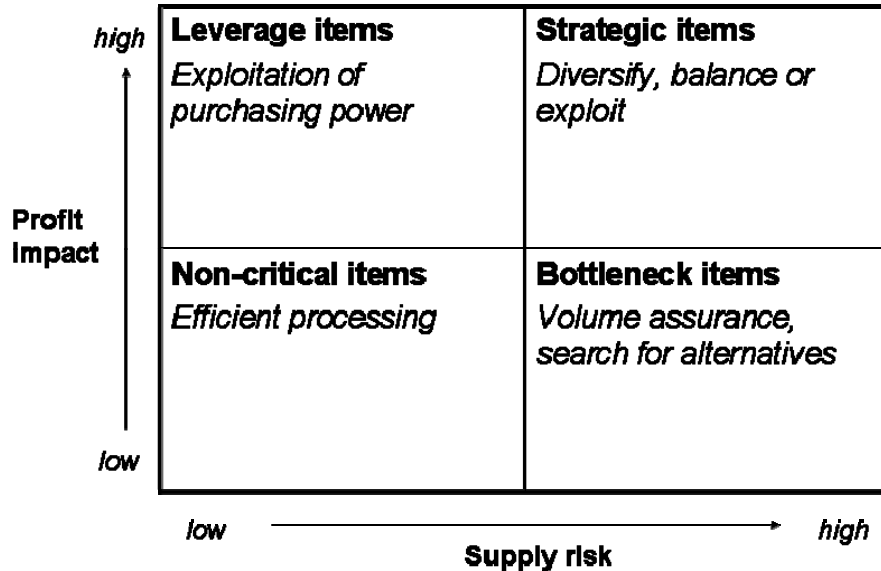 high
Leverage items
Exploitation of
purchasing power
Strategic items
Diversify, balance or
exploit
Profit
Impact
Non-critical items
Efficient processing
Bottleneck items
Volume assurance,
search for alternatives
low
low
high
Supply risk